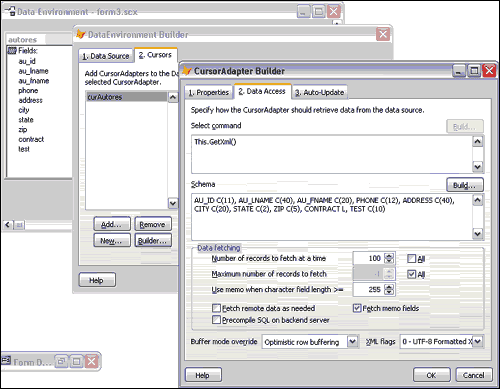 Data Environment - form3.scx
autores
Fields:
au_id
au_lname
au_fname
phone
address
city
state
zip
contract
test
DataEnvironment Builder
1. Data Source
2. Cursors
Add CursorAdapters to the Da
selected CursorAdapter.
curAutores
Add...
Remove
New...
Builder...
Help
CursorAdapter Builder
1. Properties
2. Data Access
3. Auto-Update
Specify how the CursorAdapter should retrieve data from the data source.
Select command
Build...
This.GetXml()
Schema
Build...
AU_ID C(11), AU_LNAME C(40), AU_FNAME C(20), PHONE C(12), ADDRESS C(40),
CITY C(20), STATE C(2), ZIP C(5), CONTRACT L, TEST C(10)
Data fetching
Number of records to fetch at a time 100 All
Maximum number of records to fetch -1 All
Use memo when character field length >= 255
Fetch remote data as needed
Fetch memo fields
Precompile SQL on backend server
Buffer mode override Optimistic row buffering XML flags 0 - UTF-8 Formatted X
Help
OK
Cancel
Form D...